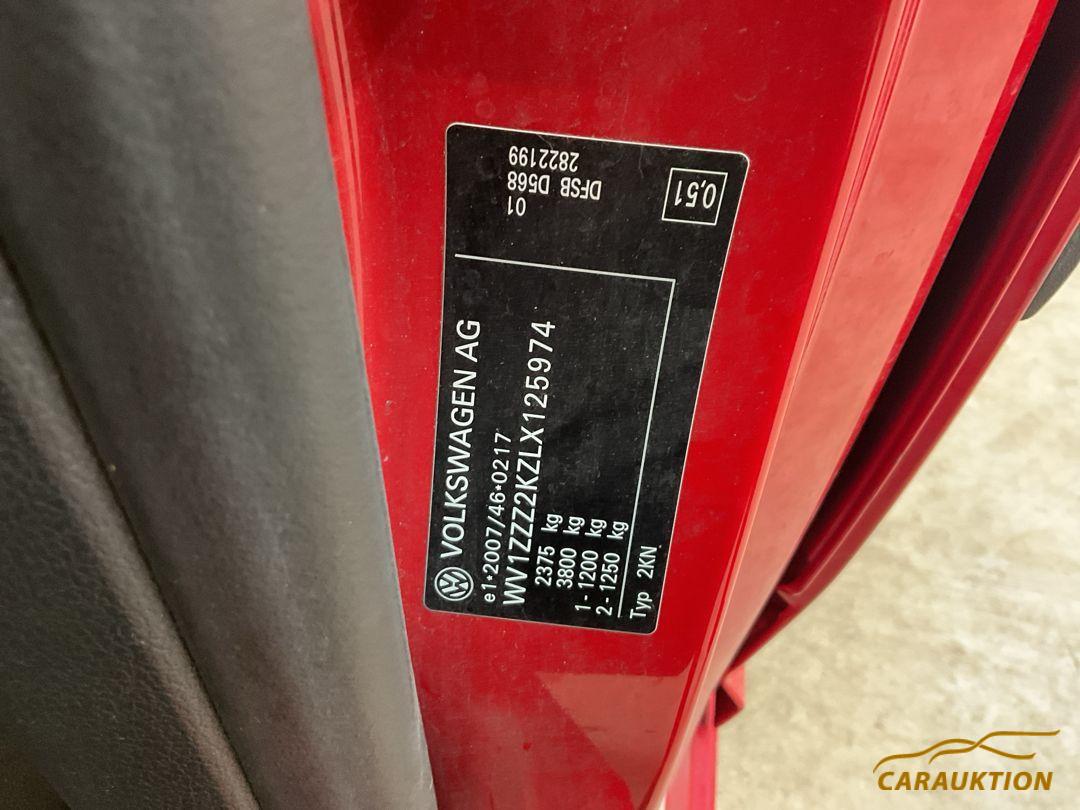 VOLKSWAGEN AG
e1*2007/46*0217
WV1ZZZ2KZLX125974
2375 kg
3800 kg
1- 1200 kg
2- 1250 kg
Typ 2KN
01
DFSB D568
2822199
0,51
CARAUKTION